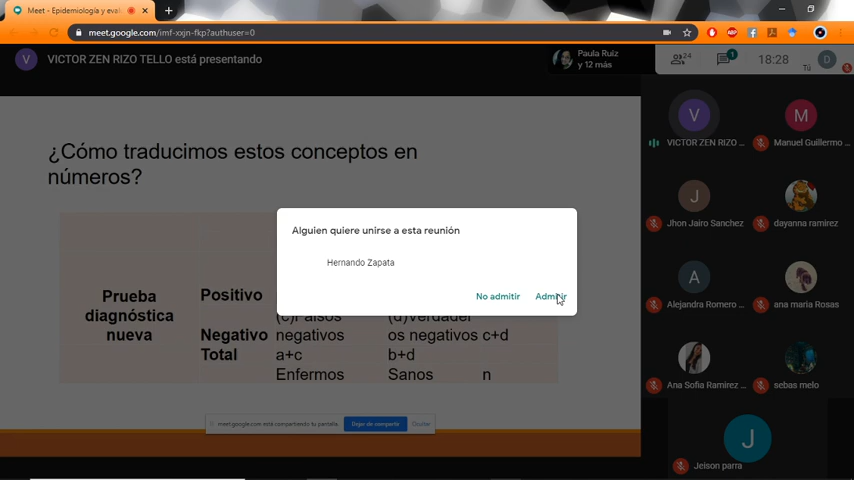 Meet - Epidemiología y eval
meet.google.com/imf-xxjn-fkp?authuser=0
V
VICTOR ZEN RIZO TELLO está presentando
Paula Ruiz
y 12 más
24
1
18:28
Tú
D
¿Cómo traducimos estos conceptos en
números?
Alguien quiere unirse a esta reunión
Hernando Zapata
No admitir
Admitir
Prueba
diagnóstica
nueva
Positivo
(c)Falsos
(d)Verdader
Negativo
negativos
os negativos
c+d
Total
a+c
b+d
Enfermos
Sanos
n
meet.google.com está compartiendo tu pantalla.
Dejar de compartir
Ocultar
V
VICTOR ZEN RIZO ...
M
Manuel Guillermo ...
J
Jhon Jairo Sanchez
dayanna ramirez
A
Alejandra Romero ...
ana maria Rosas
Ana Sofia Ramirez ...
sebas melo
J
Jeison parra